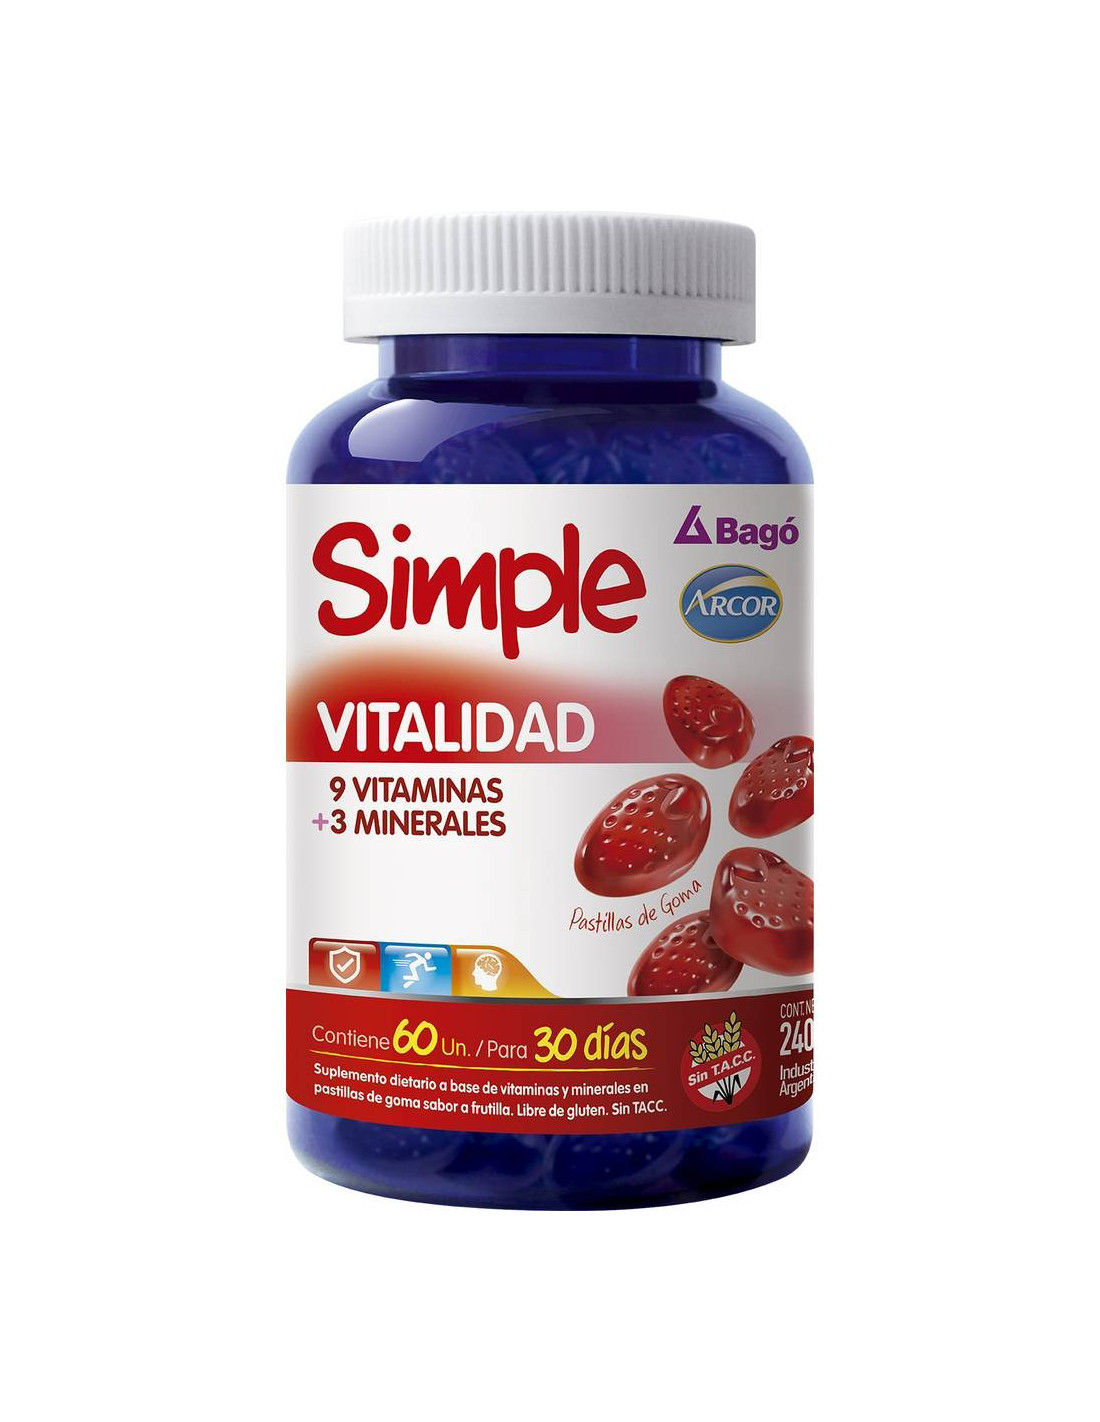 Simple
Bagó
ARCOR
VITALIDAD
9 VITAMINAS
+3 MINERALES
Pastillas de Goma
Contiene 60 Un. / Para 30 días
Suplemento dietario a base de vitaminas y minerales en
pastillas de goma sabor a frutilla. Libre de gluten. Sin TACC.
Sin T.A.C.C.
CONT.
240